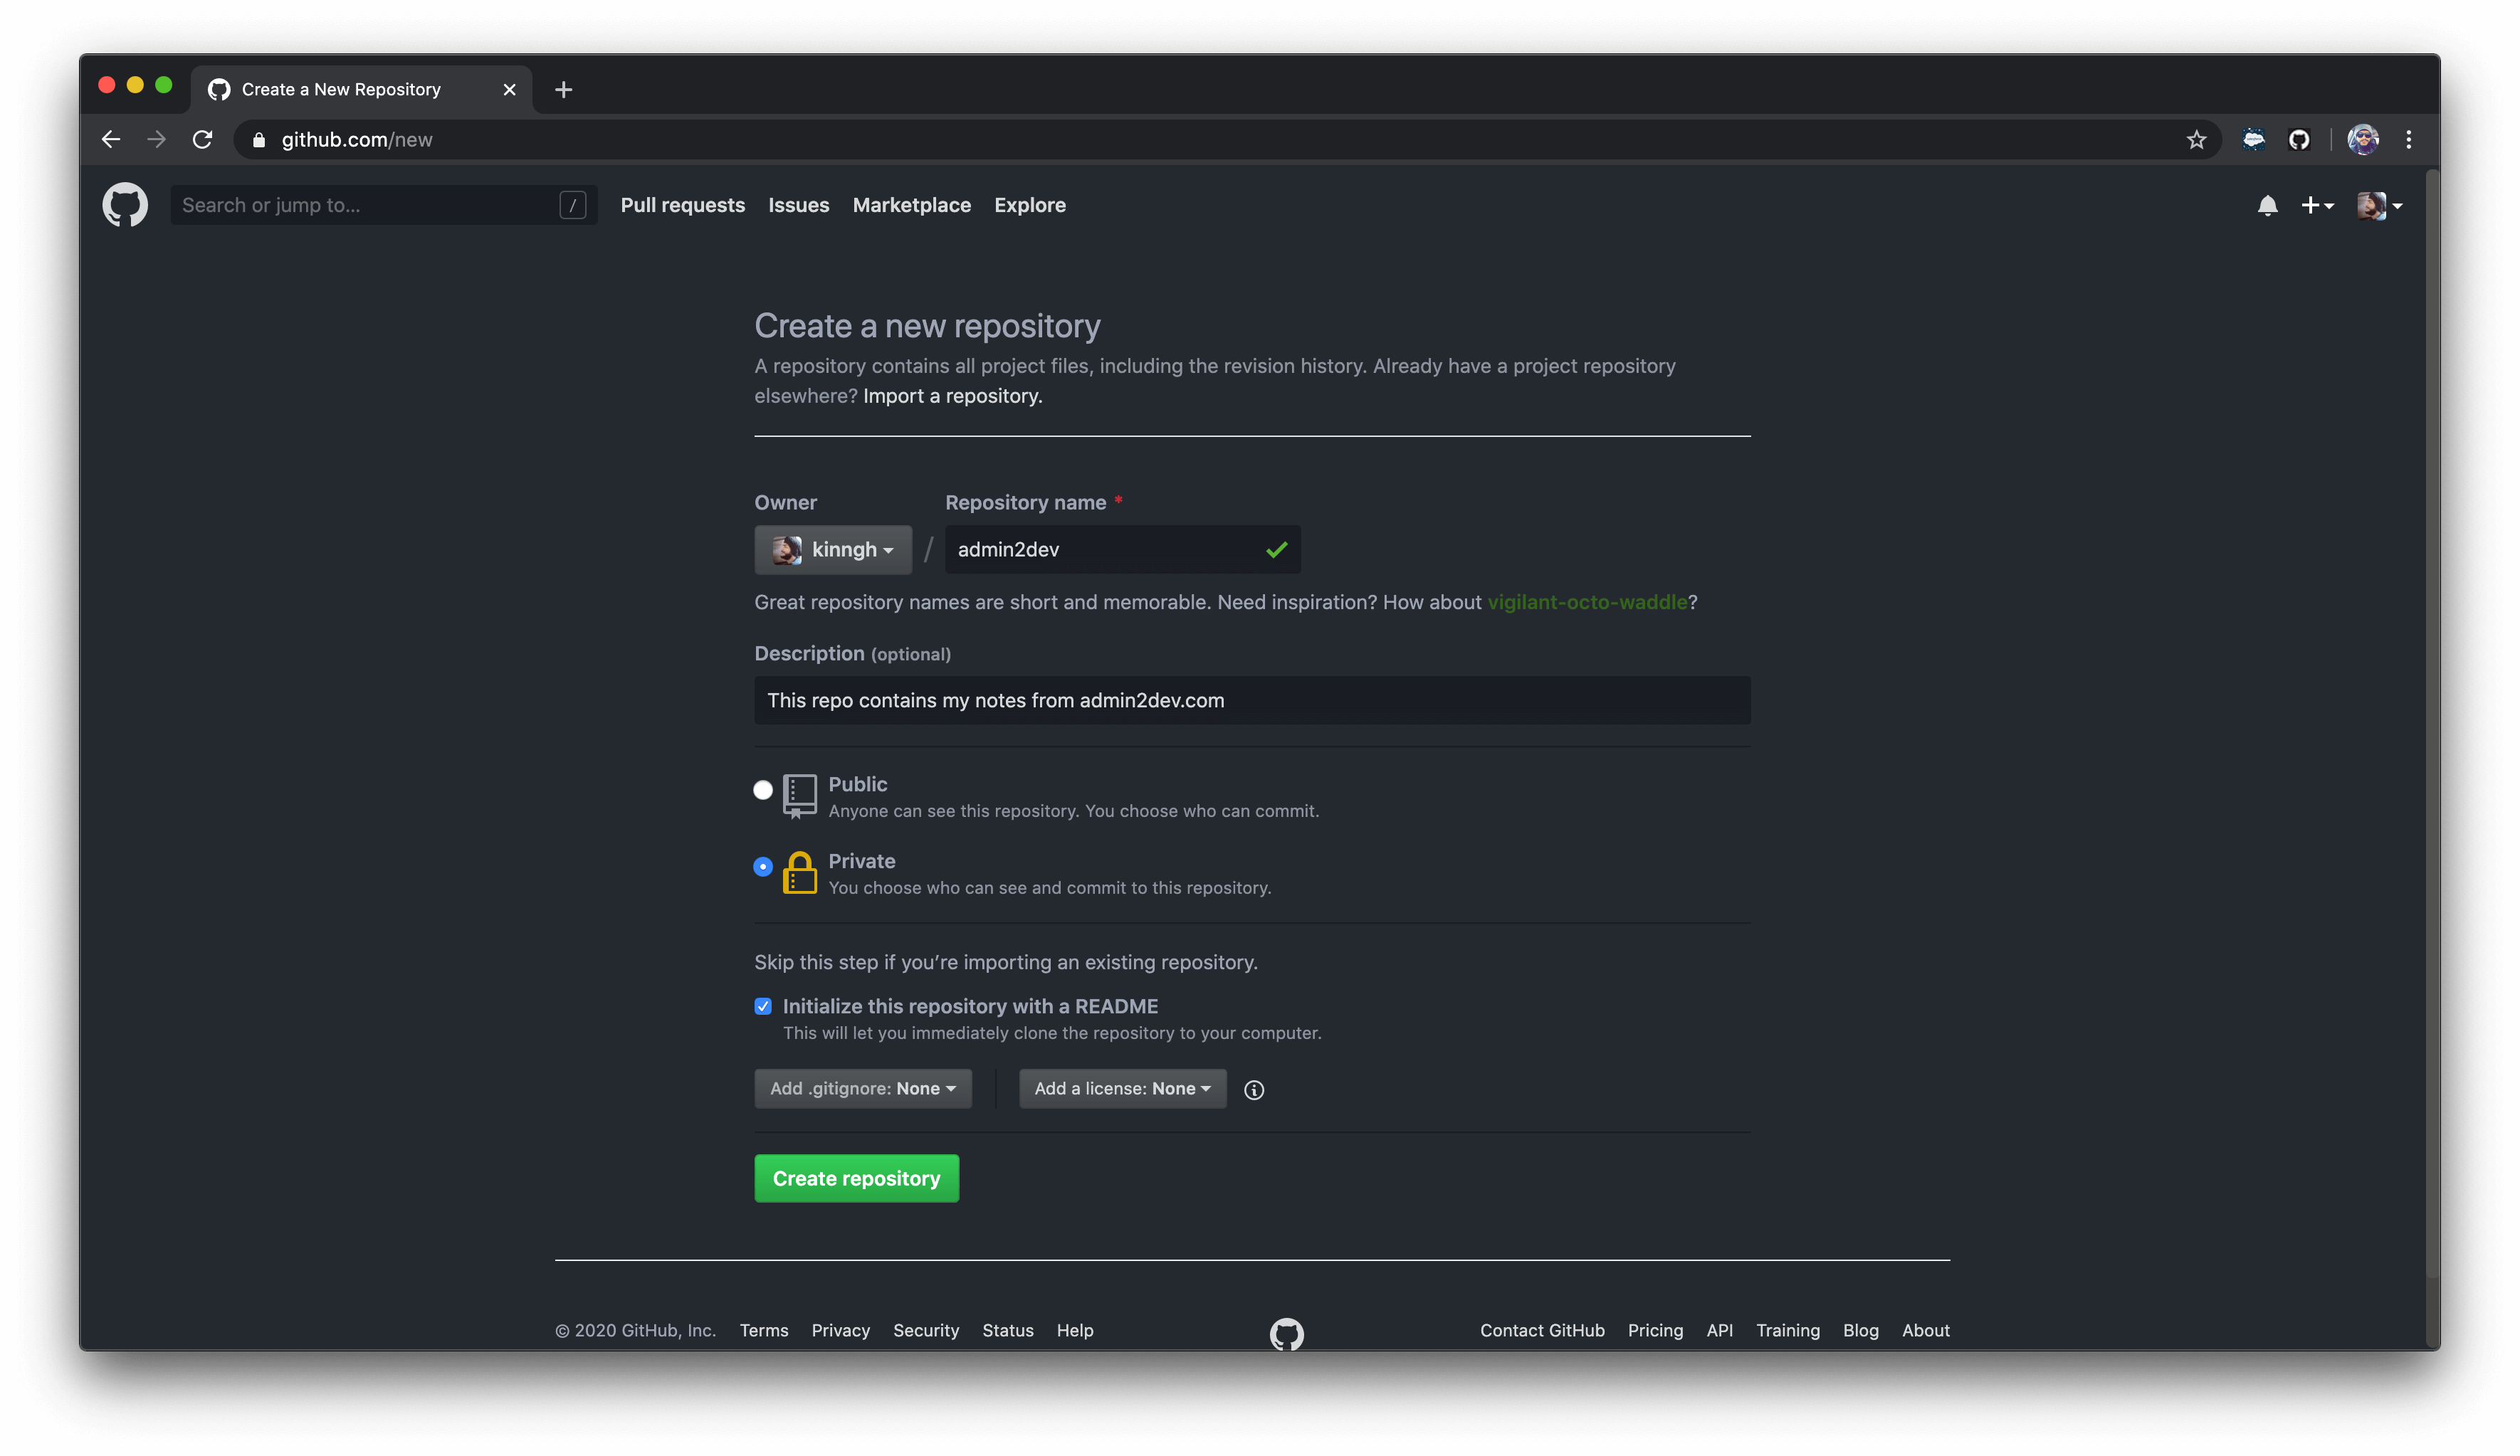 Create a New Repository
github.com/new
Search or jump to... /
Pull requests Issues Marketplace Explore
Create a new repository
A repository contains all project files, including the revision history. Already have a project repository
elsewhere? Import a repository.
Owner Repository name *
kinngh / admin2dev
Great repository names are short and memorable. Need inspiration? How about vigilant-octo-waddle?
Description (optional)
This repo contains my notes from admin2dev.com
Public
Anyone can see this repository. You choose who can commit.
Private
You choose who can see and commit to this repository.
Skip this step if you’re importing an existing repository.
Initialize this repository with a README
This will let you immediately clone the repository to your computer.
Add .gitignore: None Add a license: None
Create repository
© 2020 GitHub, Inc. Terms Privacy Security Status Help Contact GitHub Pricing API Training Blog About